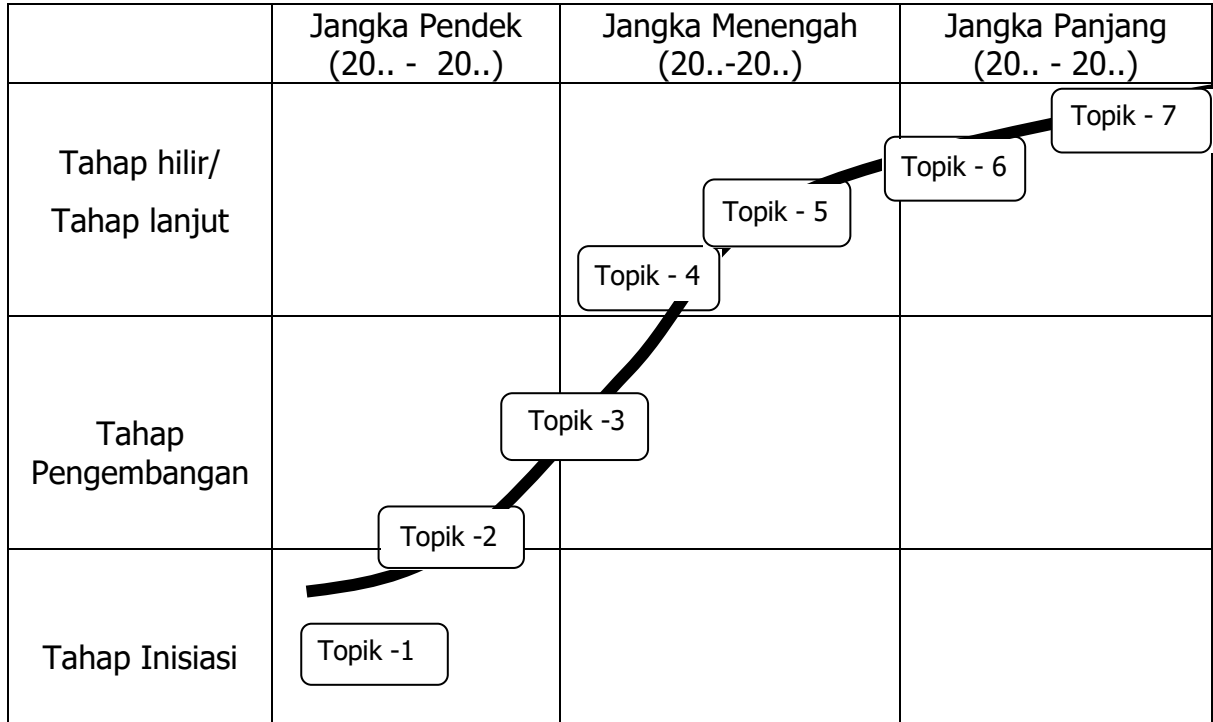 Jangka Pendek
(20.. -  20..)
Jangka Menengah
(20..-20..)
Jangka Panjang
(20.. - 20..)
Tahap hilir/
Tahap lanjut
Topik - 7
Topik - 6
Topik - 5
Topik - 4
Tahap
Pengembangan
Topik -3
Topik -2
Tahap Inisiasi
Topik -1